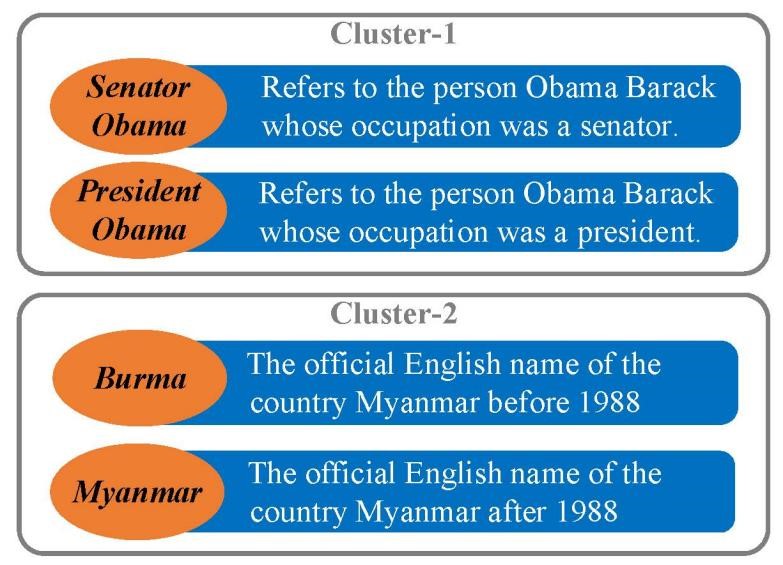 Cluster-1
Senator
Obama
Refers to the person Obama Barack
whose occupation was a senator.
President
Obama
Refers to the person Obama Barack
whose occupation was a president.
Cluster-2
Burma
The official English name of the
country Myanmar before 1988
Myanmar
The official English name of the
country Myanmar after 1988